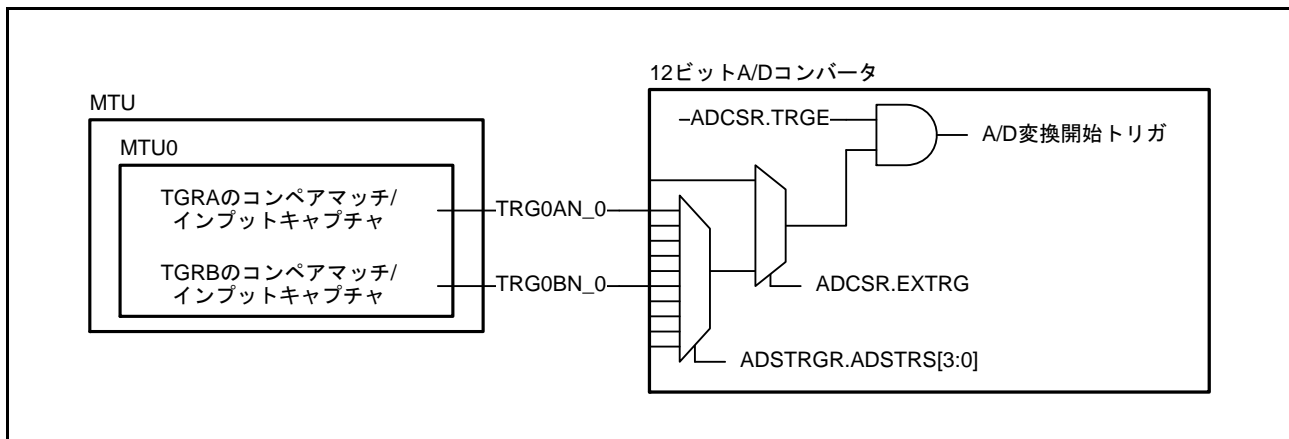 12ビットA/Dコンバータ
MTU
MTU0
TGRAのコンペアマッチ/
インプットキャプチャ
TRG0AN_0
TGRBのコンペアマッチ/
インプットキャプチャ
TRG0BN_0
–ADCSR.TRGE
A/D変換開始トリガ
ADCSR.EXTRG
ADSTRGR.ADSTRS[3:0]